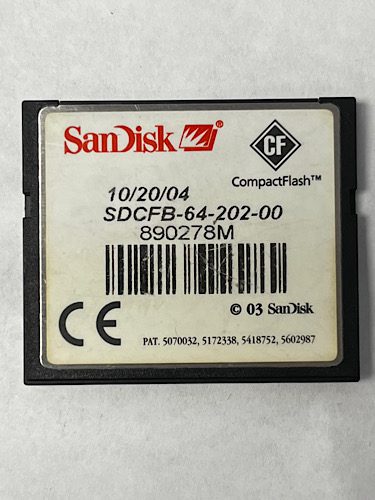 SanDisk®
CF
CompactFlash™
10/20/04
SDCFB-64-202-00
890278M
© 03 SanDisk
CE
PAT. 5070032, 5172338, 5418752, 5602987